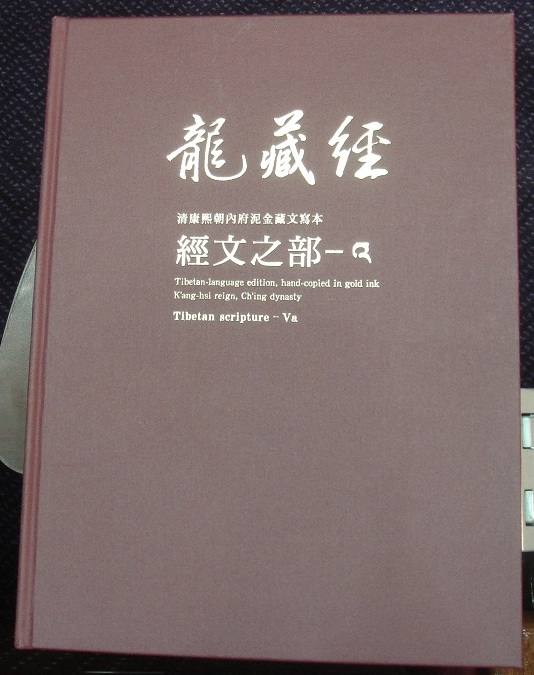 龍藏經
清康熙朝內府泥金藏文寫本
經文之部－འ
Tibetan-language edition, hand-copied in gold ink
K'ang-hsi reign, Ch'ing dynasty
Tibetan scripture－Va